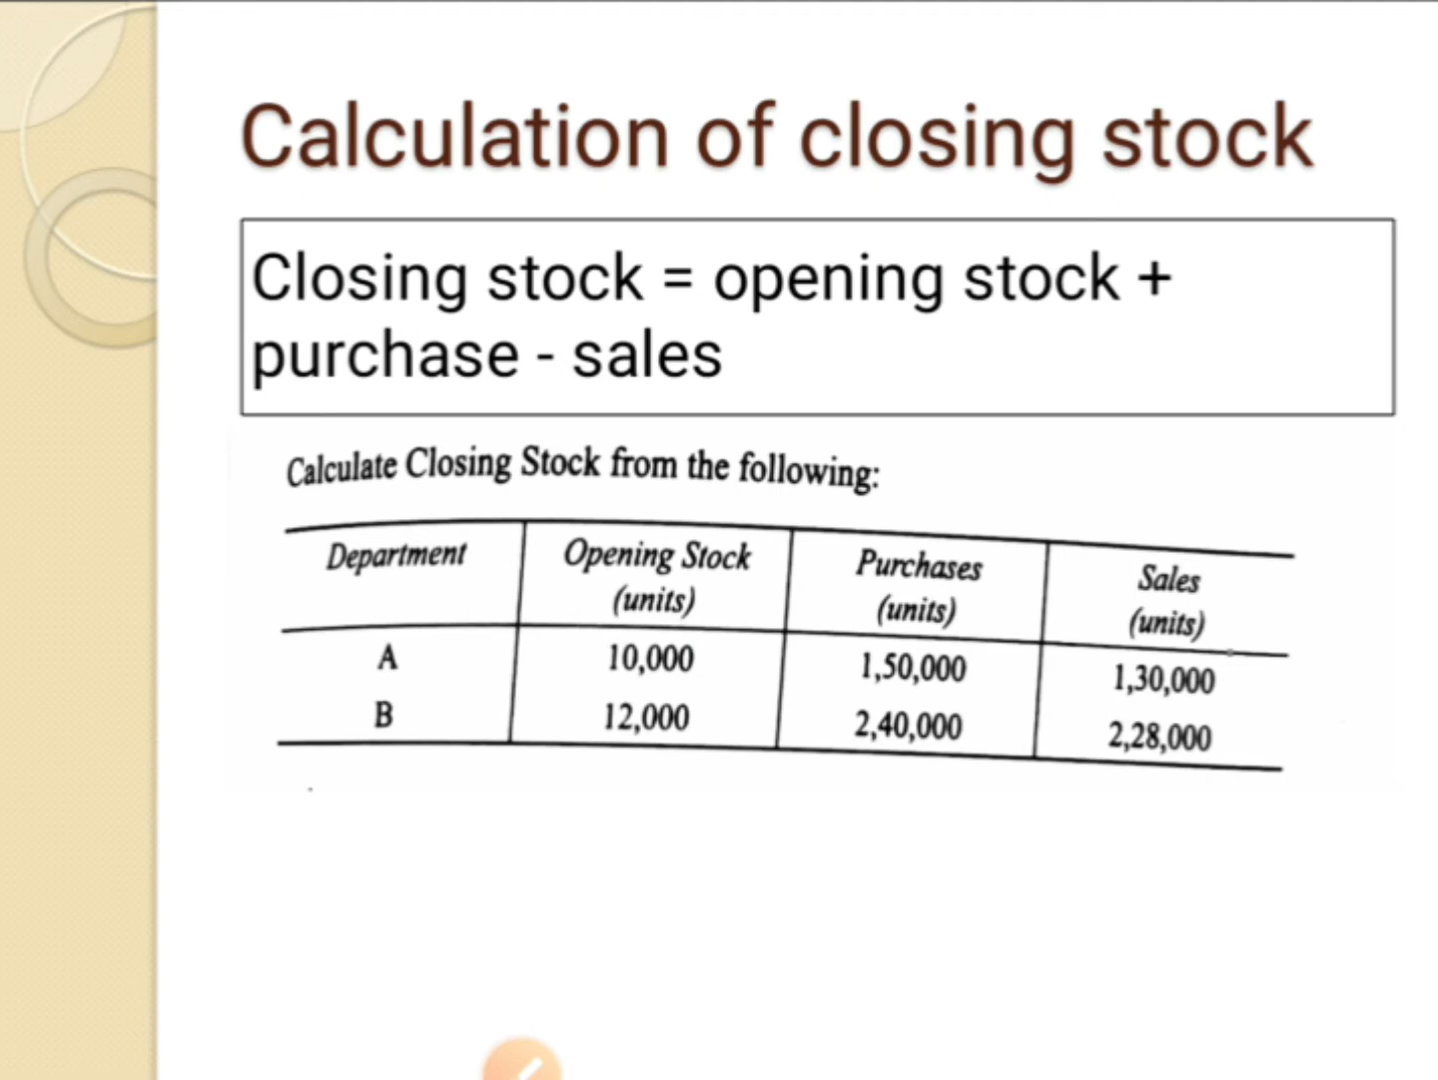 Calculation of closing stock
Closing stock = opening stock +
purchase - sales
Calculate Closing Stock from the following:
Department Opening Stock (units) Purchases (units) Sales (units)
A 10,000 1,50,000 1,30,000
B 12,000 2,40,000 2,28,000